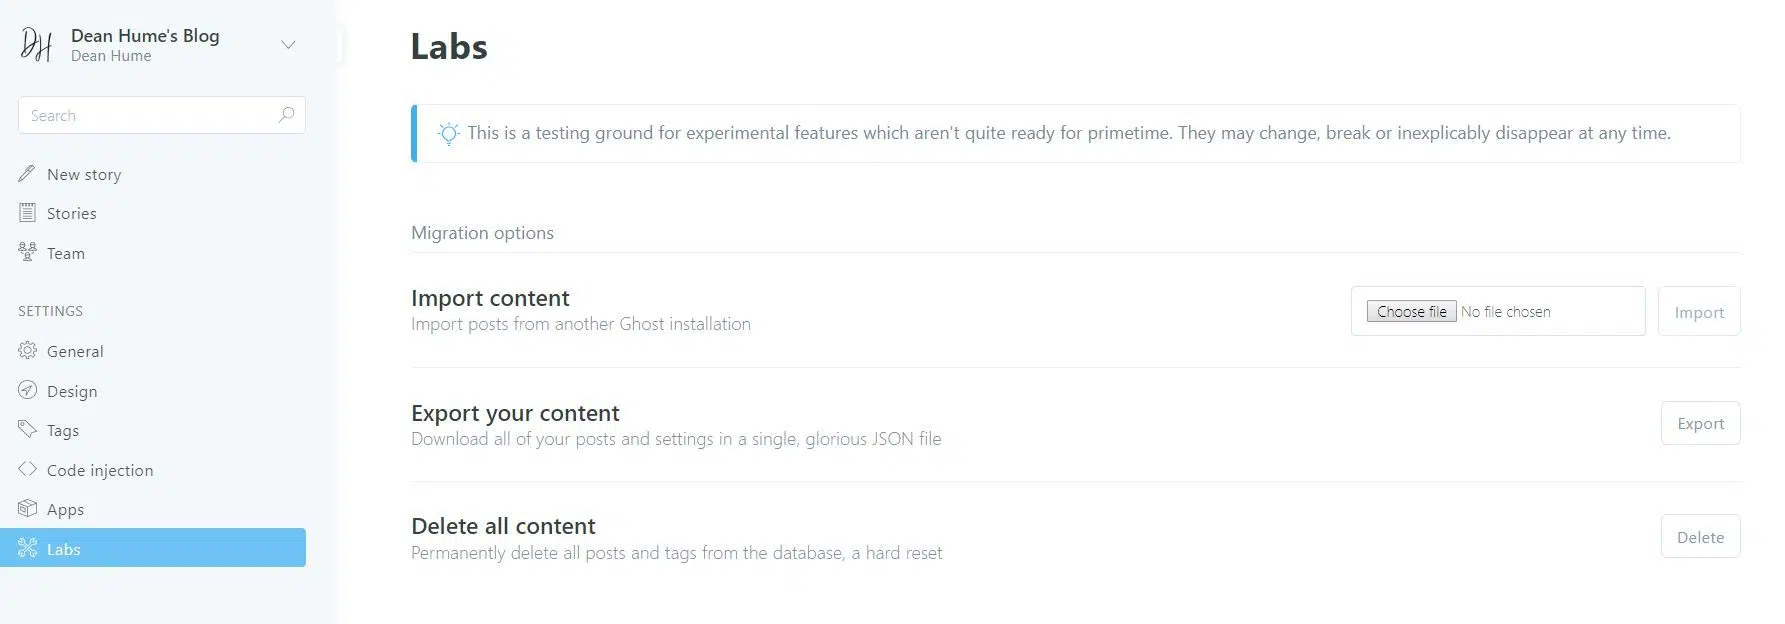 DH
Dean Hume's Blog
Dean Hume
Search
New story
Stories
Team
SETTINGS
General
Design
Tags
Code injection
Apps
Labs
Labs
This is a testing ground for experimental features which aren't quite ready for primetime. They may change, break or inexplicably disappear at any time.
Migration options
Import content
Import posts from another Ghost installation
Choose file No file chosen
Import
Export your content
Download all of your posts and settings in a single, glorious JSON file
Export
Delete all content
Permanently delete all posts and tags from the database, a hard reset
Delete